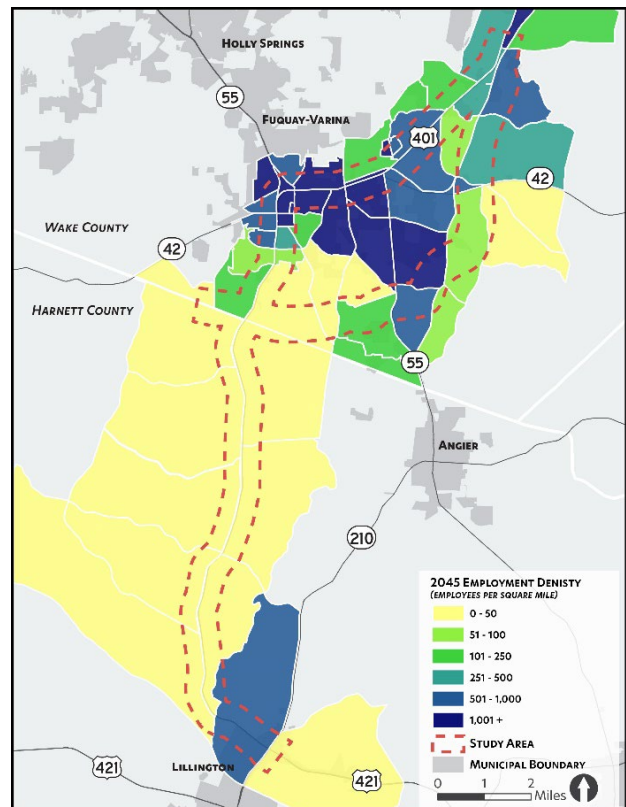 HOLLY SPRINGS
55
FUQUAY-VARINA
401
42
WAKE COUNTY
42
HARNETT COUNTY
55
ANGIER
210
2045 EMPLOYMENT DENISTY
(EMPLOYEES PER SQUARE MILE)
0 - 50
51 - 100
101 - 250
251 - 500
501 - 1,000
1,001 +
STUDY AREA
MUNICIPAL BOUNDARY
0 1 2
Miles
421
LILLINGTON
421